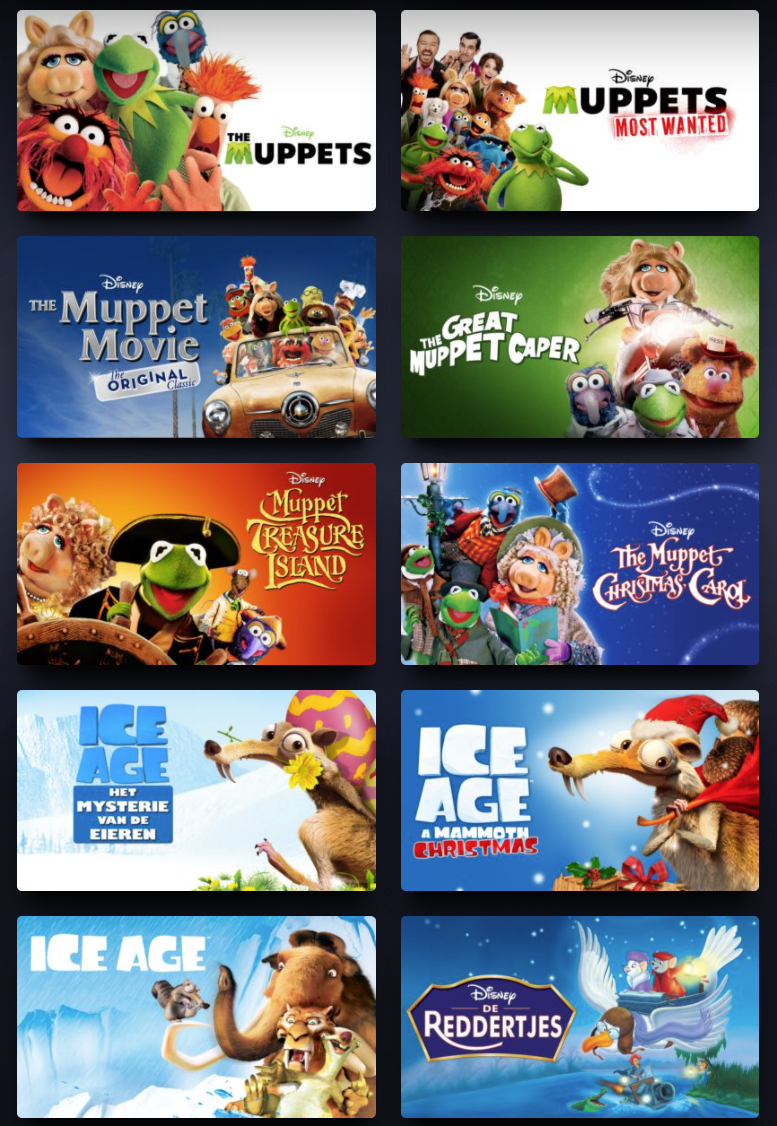 Disney
THE
MUPPETS
Disney
MUPPETS
MOST WANTED
Disney
THE Muppet
Movie
The
ORIGINAL
Classic
Disney
THE GREAT
MUPPET CAPER
PRESS
Disney
Muppet
TREASURE
ISLAND
Disney
The Muppet
CHRISTMAS CAROL
ICE
AGE
HET
MYSTERIE
VAN DE
EIEREN
ICE
AGE
A MAMMOTH
CHRISTMAS
ICE AGE
Disney
DE
REDDERTJES